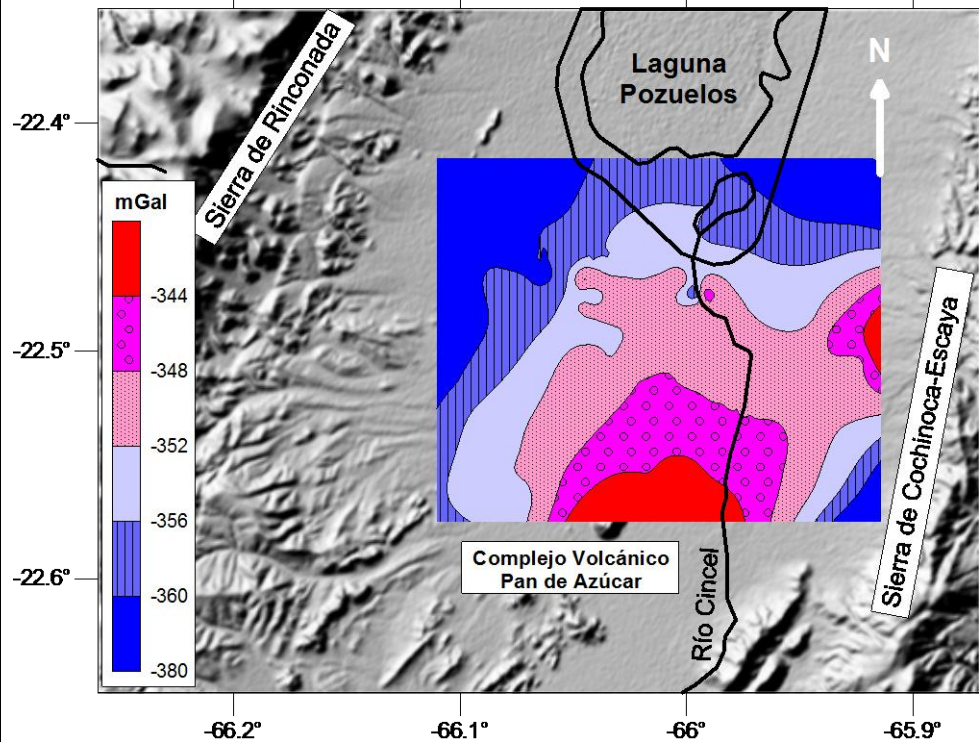 Laguna
Pozuelos
N
Sierra de Rinconada
-22.4°
mGal
-344
-348
-352
-356
-360
-380
-22.5°
Sierra de Cochinoca-Escaya
Complejo Volcánico
Pan de Azúcar
-22.6°
Río Cincel
-66.2°
-66.1°
-66°
-65.9°